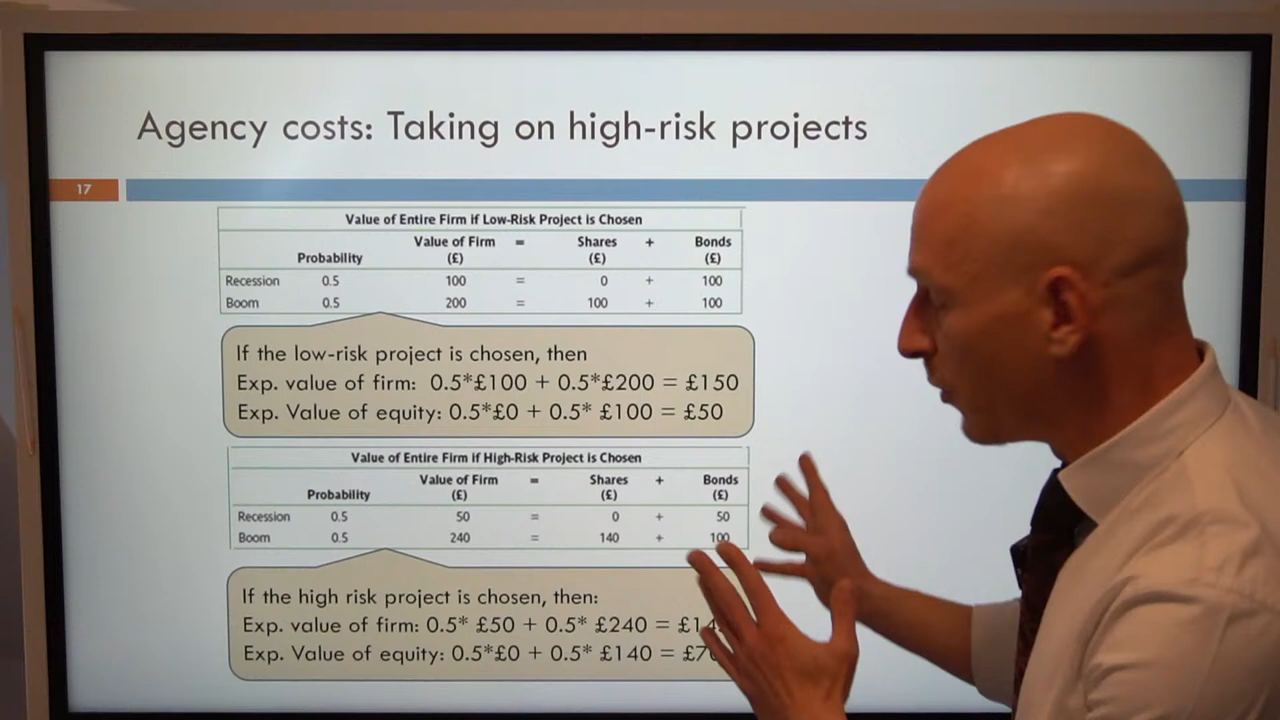 Agency costs: Taking on high-risk projects
17
Value of Entire Firm if Low-Risk Project is Chosen
Value of Firm = Shares + Bonds
Probability (£) (£) (£)
Recession 0.5 100 = 0 + 100
Boom 0.5 200 = 100 + 100
If the low-risk project is chosen, then
Exp. value of firm: 0.5*£100 + 0.5*£200 = £150
Exp. Value of equity: 0.5*£0 + 0.5* £100 = £50
Value of Entire Firm if High-Risk Project is Chosen
Value of Firm = Shares + Bonds
Probability (£) (£) (£)
Recession 0.5 50 = 0 + 50
Boom 0.5 240 = 140 + 100
If the high risk project is chosen, then:
Exp. value of firm: 0.5* £50 + 0.5* £240 =
Exp. Value of equity: 0.5*£0 + 0.5* £140 =